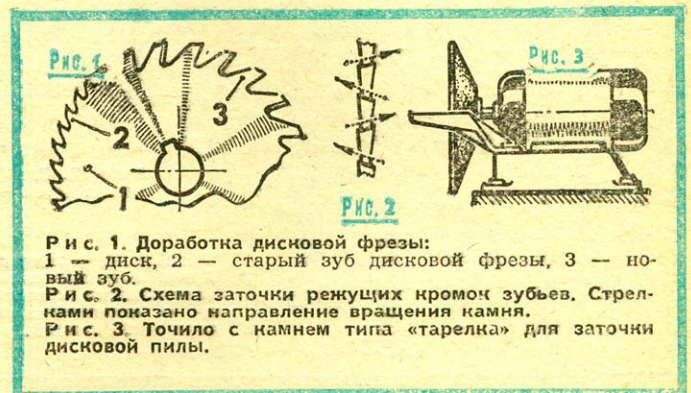 Рис. 1
Рис. 3
3
2
1
Рис. 2
Рис. 1. Доработка дисковой фрезы:
1 — диск, 2 — старый зуб дисковой фрезы, 3 — но-
вый зуб.
Рис. 2. Схема заточки режущих кромок зубьев. Стрел-
ками показано направление вращения камня.
Рис. 3. Точило с камнем типа «тарелка» для заточки
дисковой пилы.